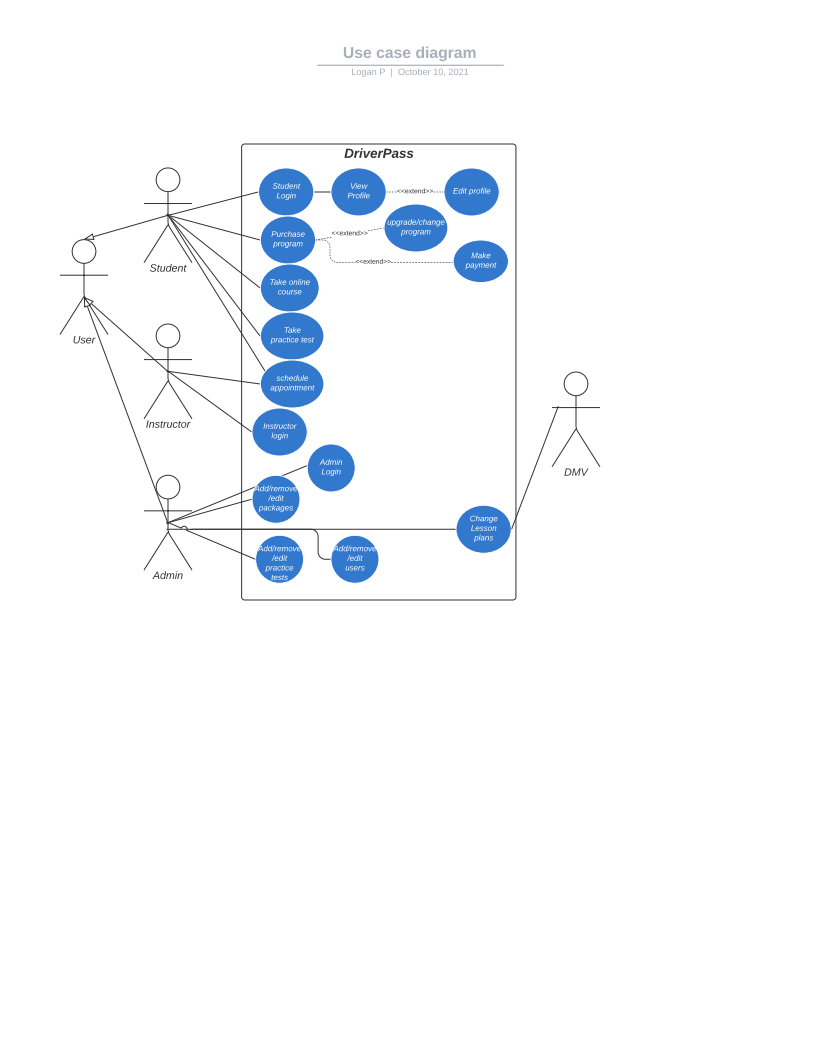 Use case diagram
Logan P | October 10, 2021
DriverPass
Student
Login
View
Profile
<<extend>>
Edit profile
Purchase
program
<<extend>>
upgrade/change
program
<<extend>>
Make
payment
Student
Take online
course
User
Take
practice test
Instructor
schedule
appointment
Instructor
login
DMV
Admin
Login
Add/remove
/edit
packages
Change
Lesson
plans
Admin
Add/remove
/edit
practice
tests
Add/remove
/edit
users